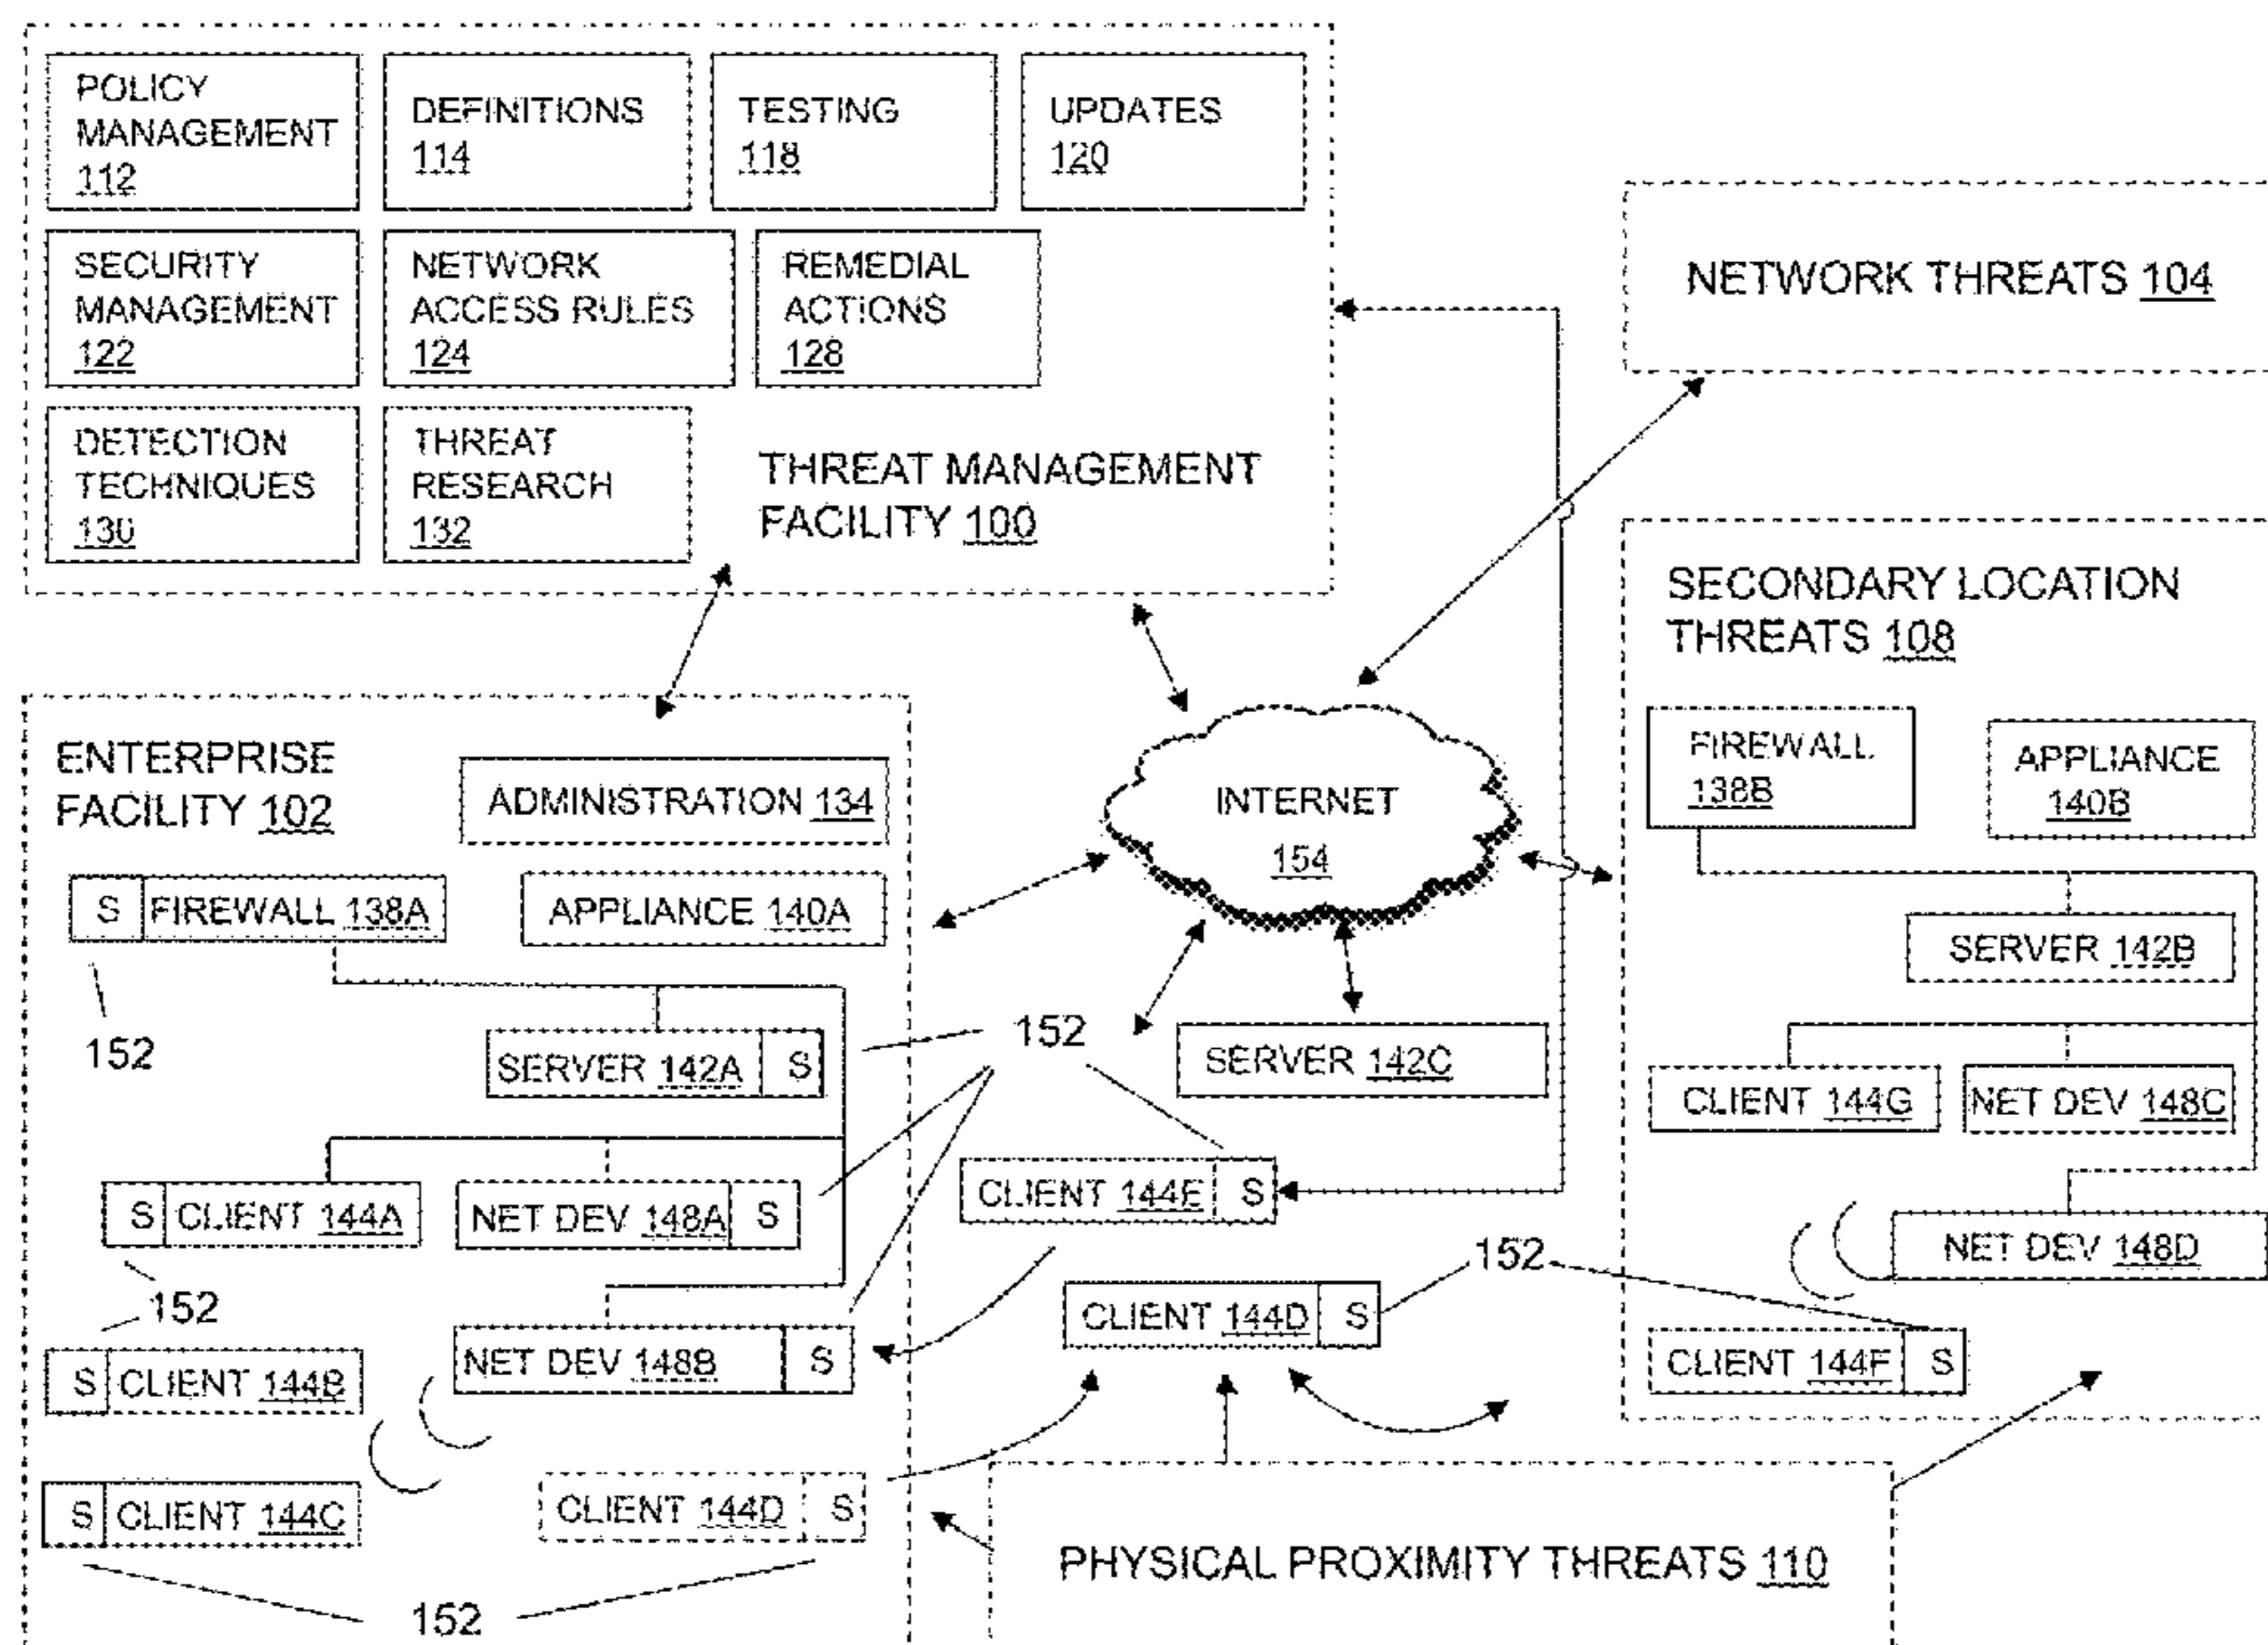 POLICY
MANAGEMENT
112
DEFINITIONS
114
TESTING
118
UPDATES
120
SECURITY
MANAGEMENT
122
NETWORK
ACCESS RULES
124
REMEDIAL
ACTIONS
128
DETECTION
TECHNIQUES
130
THREAT
RESEARCH
132
THREAT MANAGEMENT
FACILITY 100
NETWORK THREATS 104
SECONDARY LOCATION
THREATS 108
FIREWALL
138B
APPLIANCE
140B
SERVER 142B
CLIENT 144G
NET DEV 148C
NET DEV 148D
CLIENT 144F S
INTERNET
154
SERVER 142C
152
CLIENT 144E S
152
CLIENT 144D S
ENTERPRISE
FACILITY 102
ADMINISTRATION 134
S FIREWALL 138A
APPLIANCE 140A
152
SERVER 142A S
S CLIENT 144A
NET DEV 148A S
152
S CLIENT 144B
NET DEV 148B S
S CLIENT 144C
CLIENT 144D S
152
PHYSICAL PROXIMITY THREATS 110